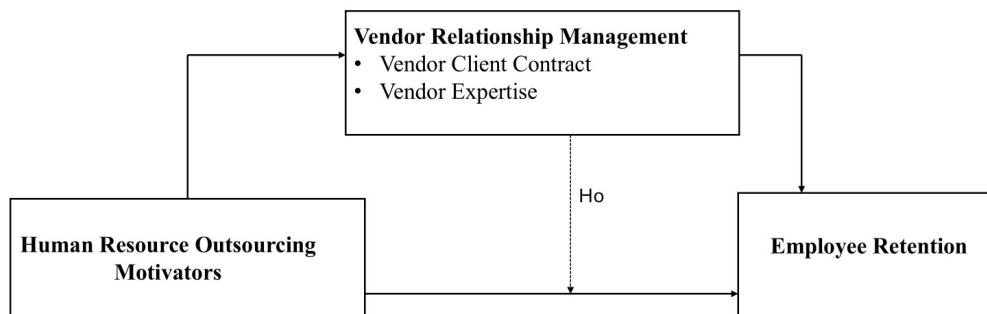 Vendor Relationship Management
• Vendor Client Contract
• Vendor Expertise
Ho
Human Resource Outsourcing
Motivators
Employee Retention